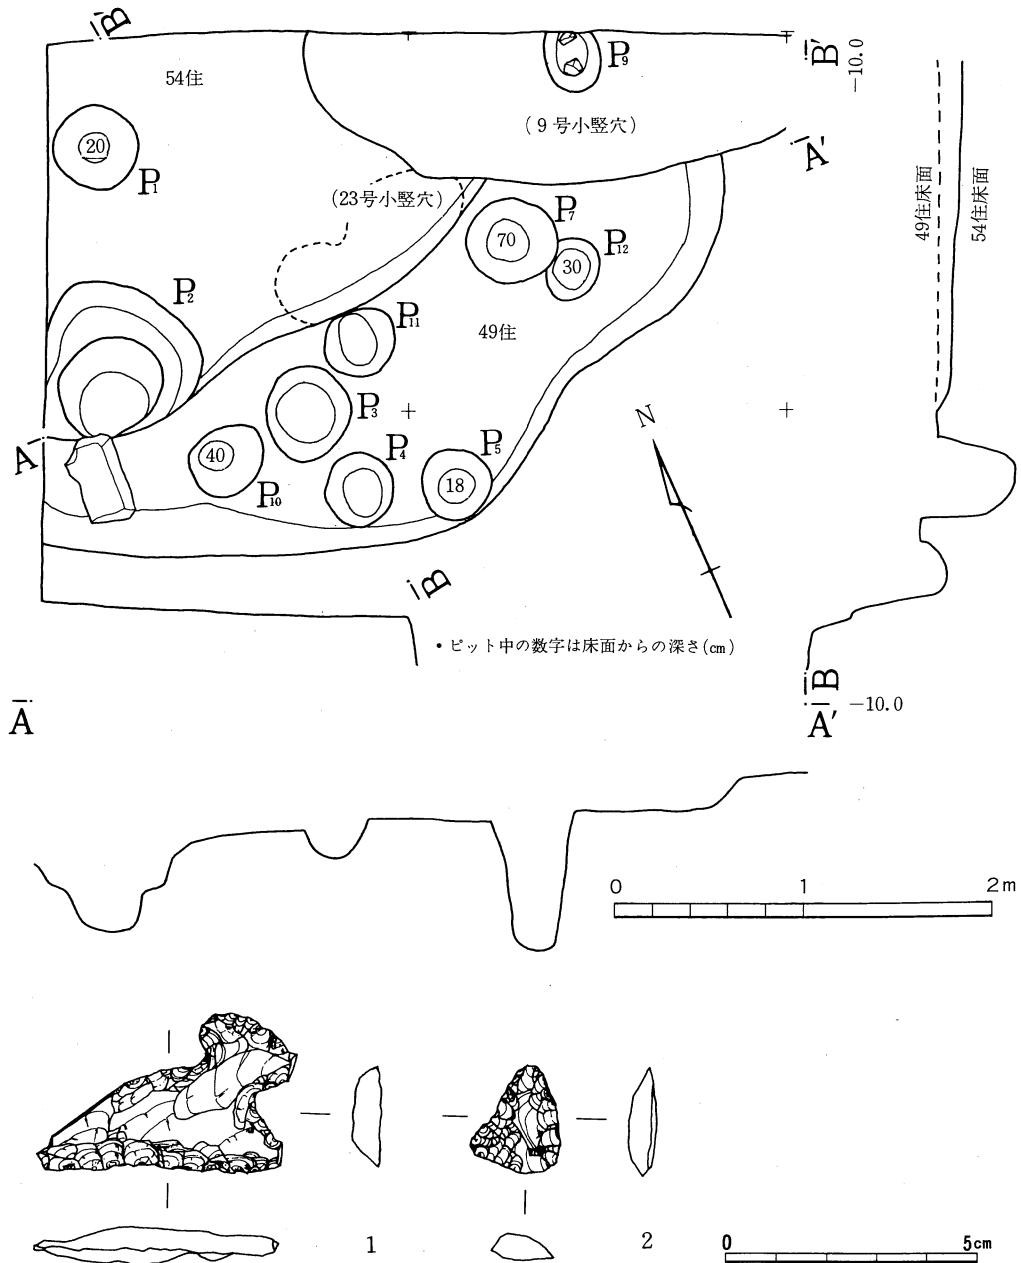 B̄′
B̄′
−10.0
54住
P9
(9号小竪穴)
20
P1
Ā′
(23号小竪穴)
P7
70
P12
30
49住床面
54住床面
P2
P11
49住
P3
N
A
40
P4
P5
18
P10
B
•ピット中の数字は床面からの深さ(cm)
B
Ā
Ā′
−10.0
0 1 2m
1
2
0 5cm